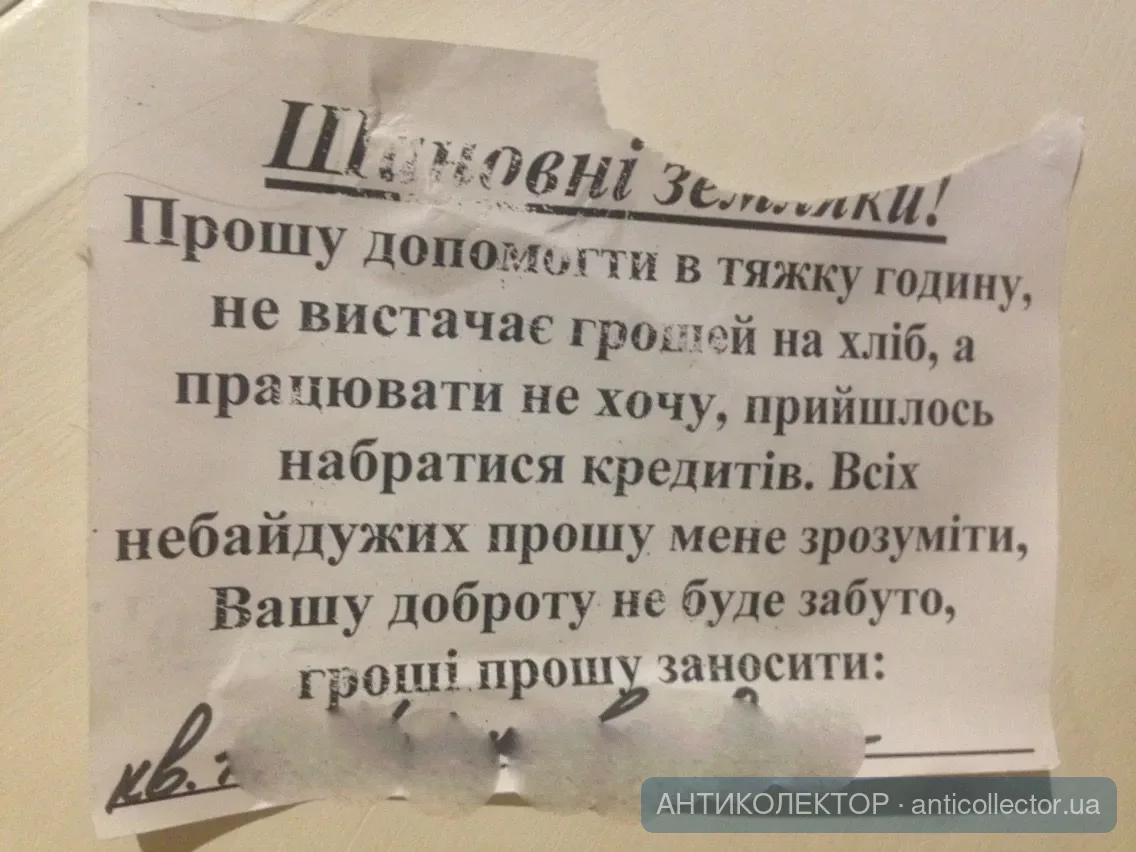 Шановні земляки!
Прошу допомогти в тяжку годину,
не вистачає грошей на хліб, а
працювати не хочу, прийшлось
набратися кредитів. Всіх
небайдужих прошу мене зрозуміти,
Вашу доброту не буде забуто,
гроші прошу заносити:
кв.
АНТИКОЛЕКТОР · anticollector.ua